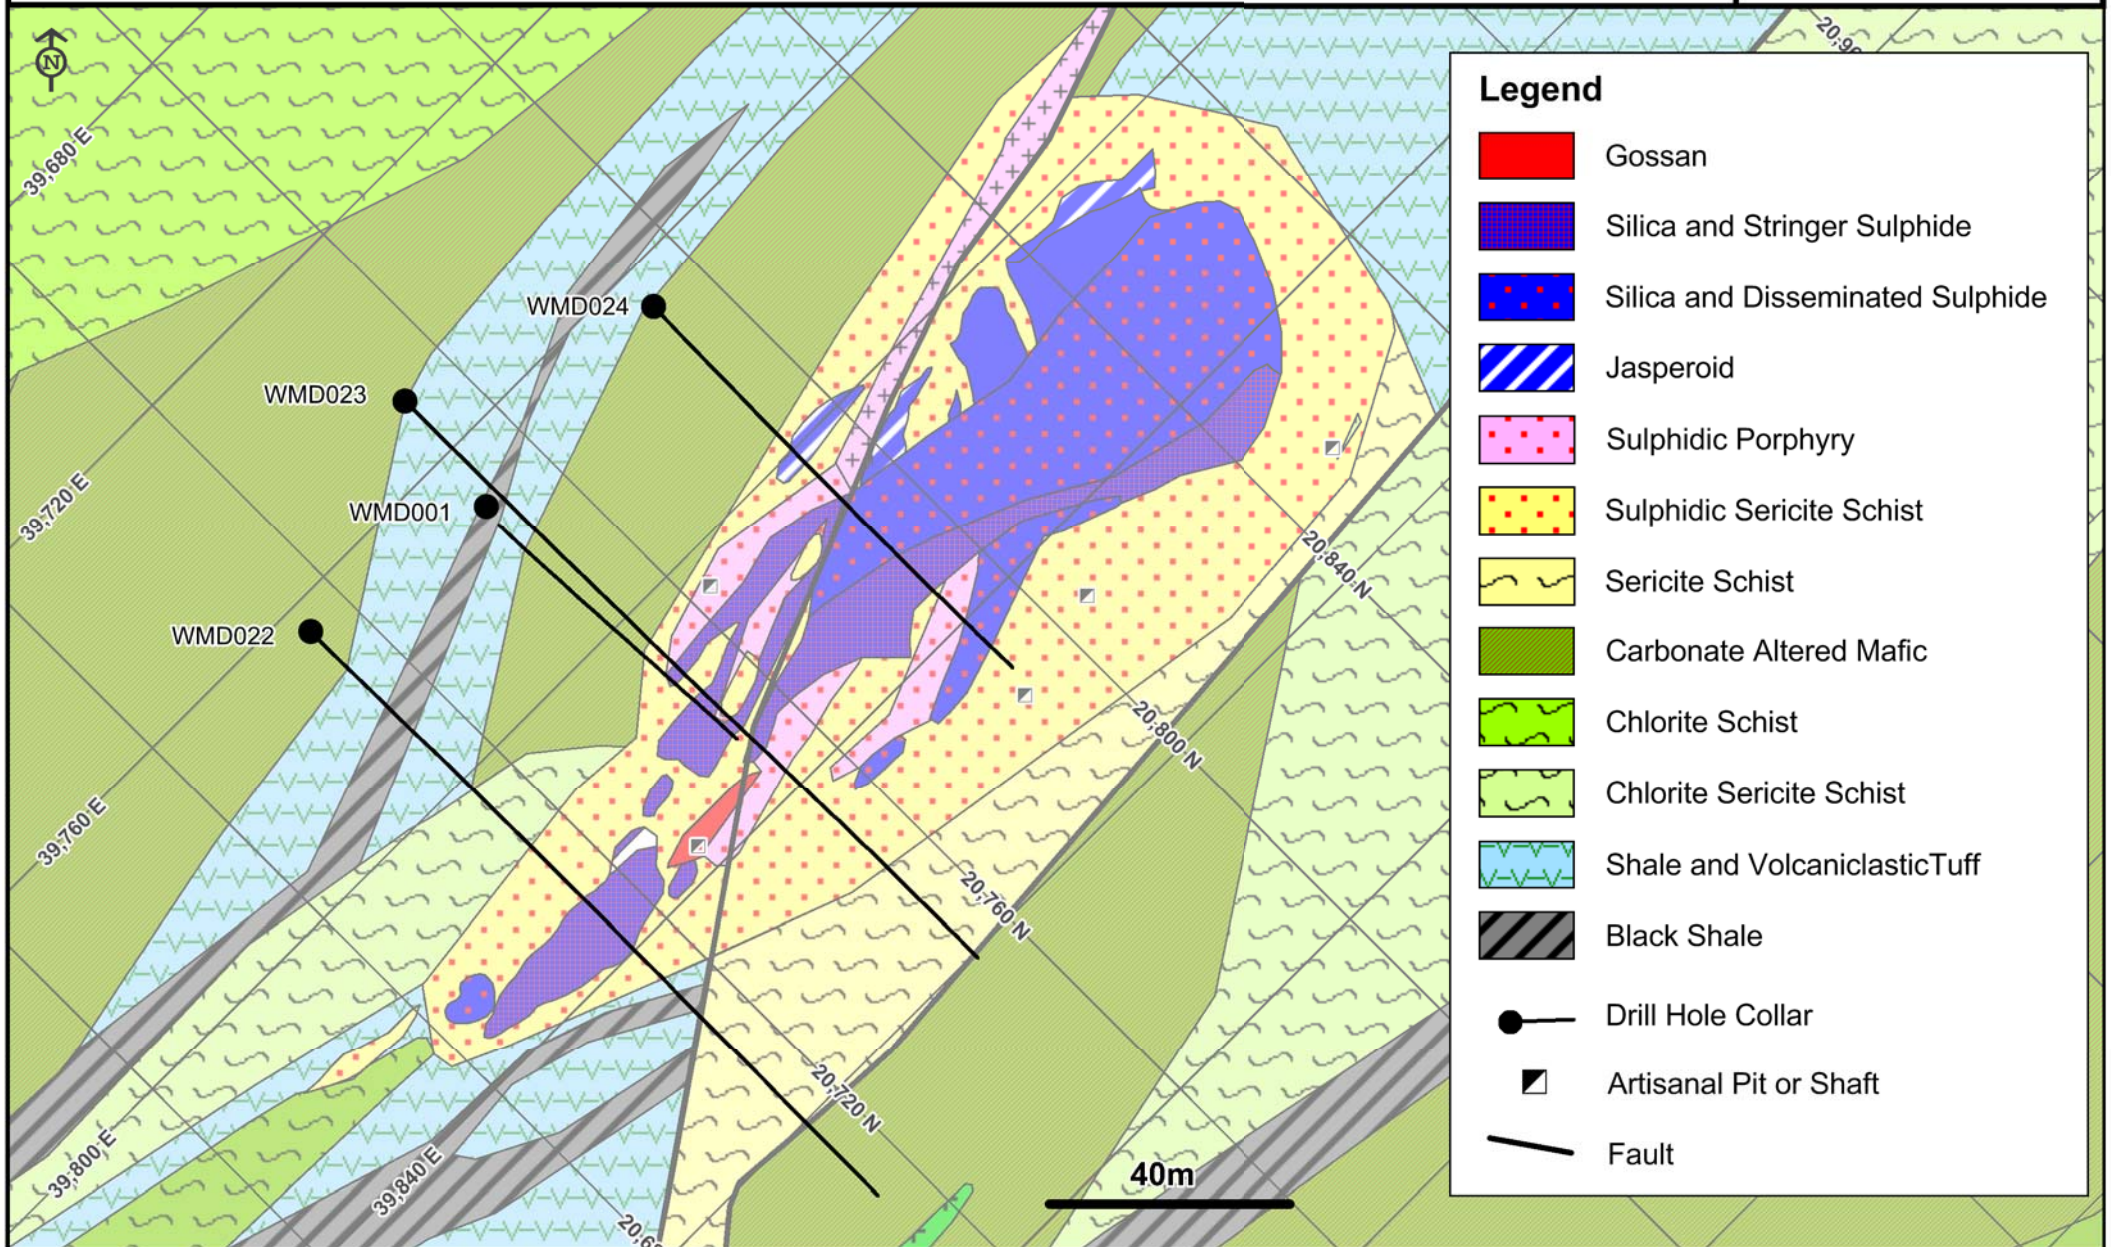 N
20,90
39,680 E
Legend
Gossan
Silica and Stringer Sulphide
Silica and Disseminated Sulphide
WMD024
Jasperoid
WMD023
Sulphidic Porphyry
39,720 E
WMD001
Sulphidic Sericite Schist
20,840 N
Sericite Schist
WMD022
Carbonate Altered Mafic
20,800 N
Chlorite Schist
39,760 E
Chlorite Sericite Schist
Shale and VolcaniclasticTuff
20,760 N
Black Shale
Drill Hole Collar
20,720 N
Artisanal Pit or Shaft
39,800 E
39,840 E
40m
Fault